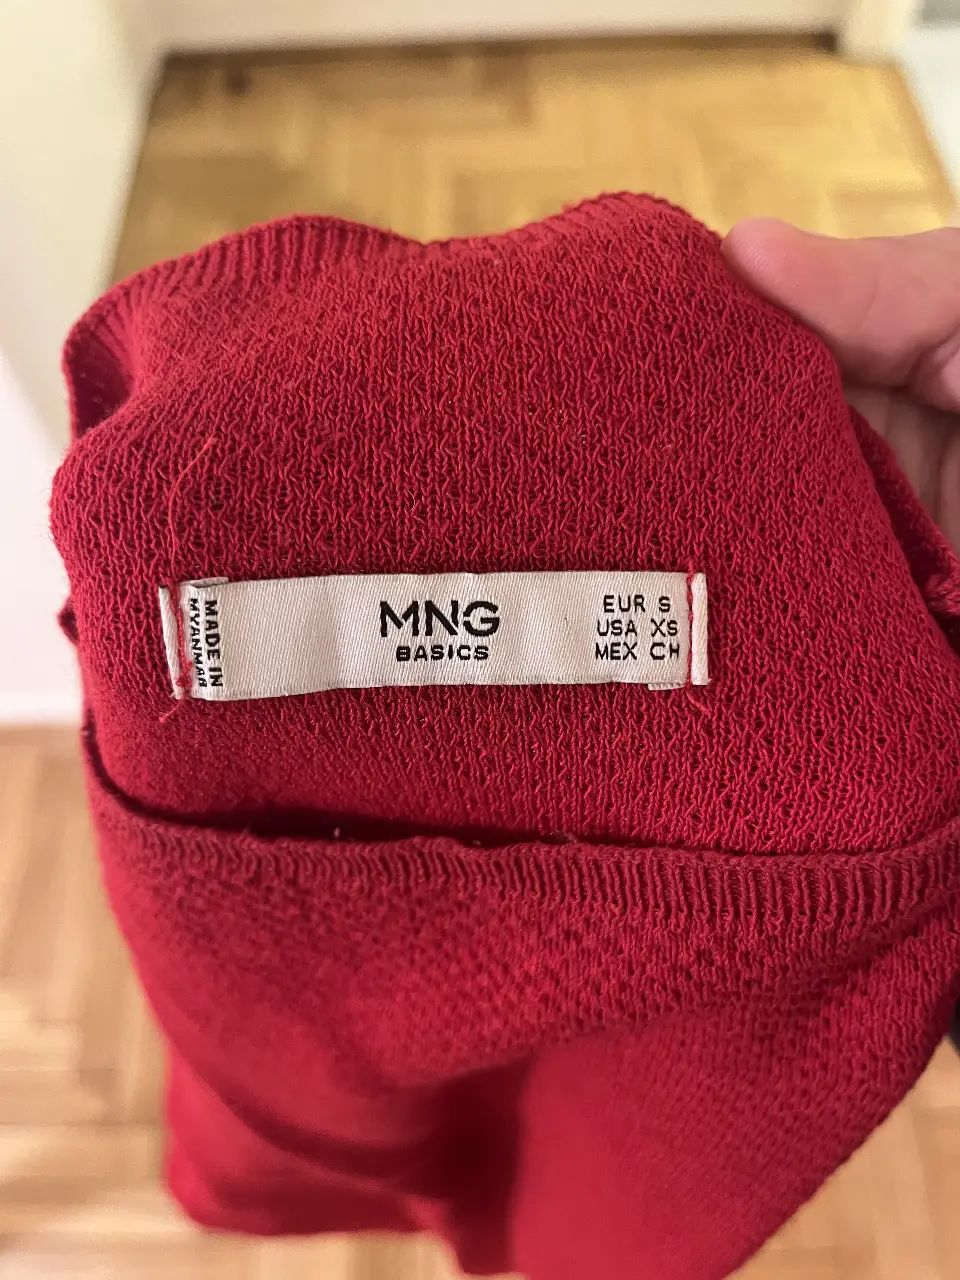 MADE IN
MYANMAR
MNG
BASICS
EUR S
USA XS
MEX CH